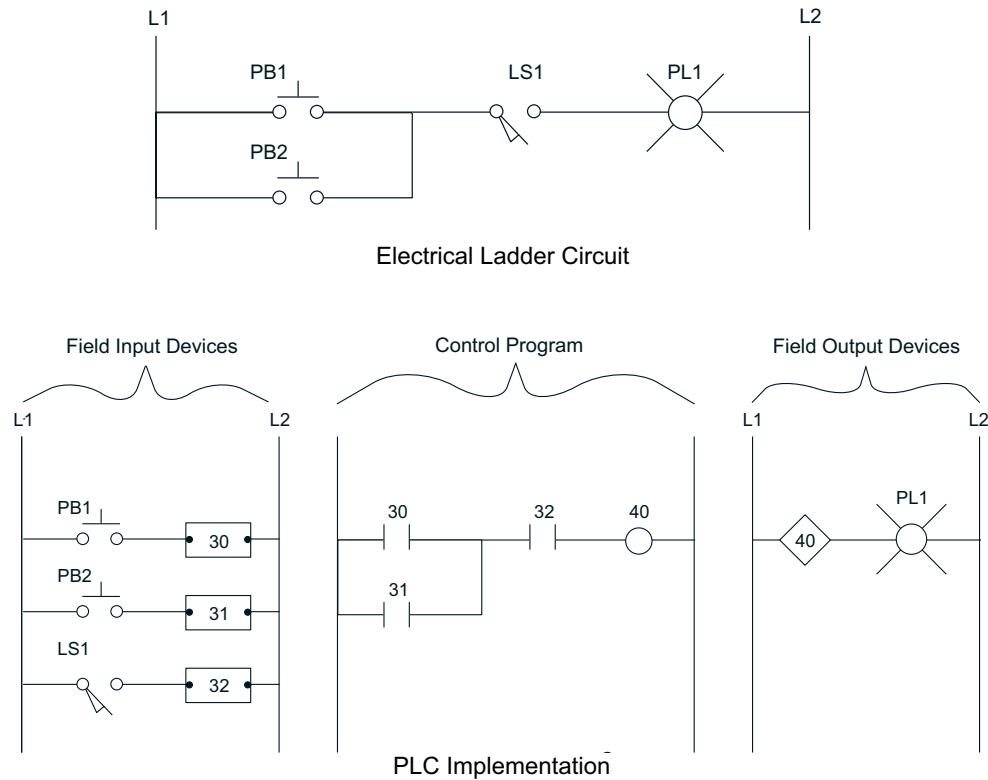 L1
L2
PB1
LS1
PL1
PB2
Electrical Ladder Circuit
Field Input Devices
Control Program
Field Output Devices
L1
L2
L1
L2
PB1
30
PB2
31
LS1
32
30
32
40
31
PL1
40
PLC Implementation